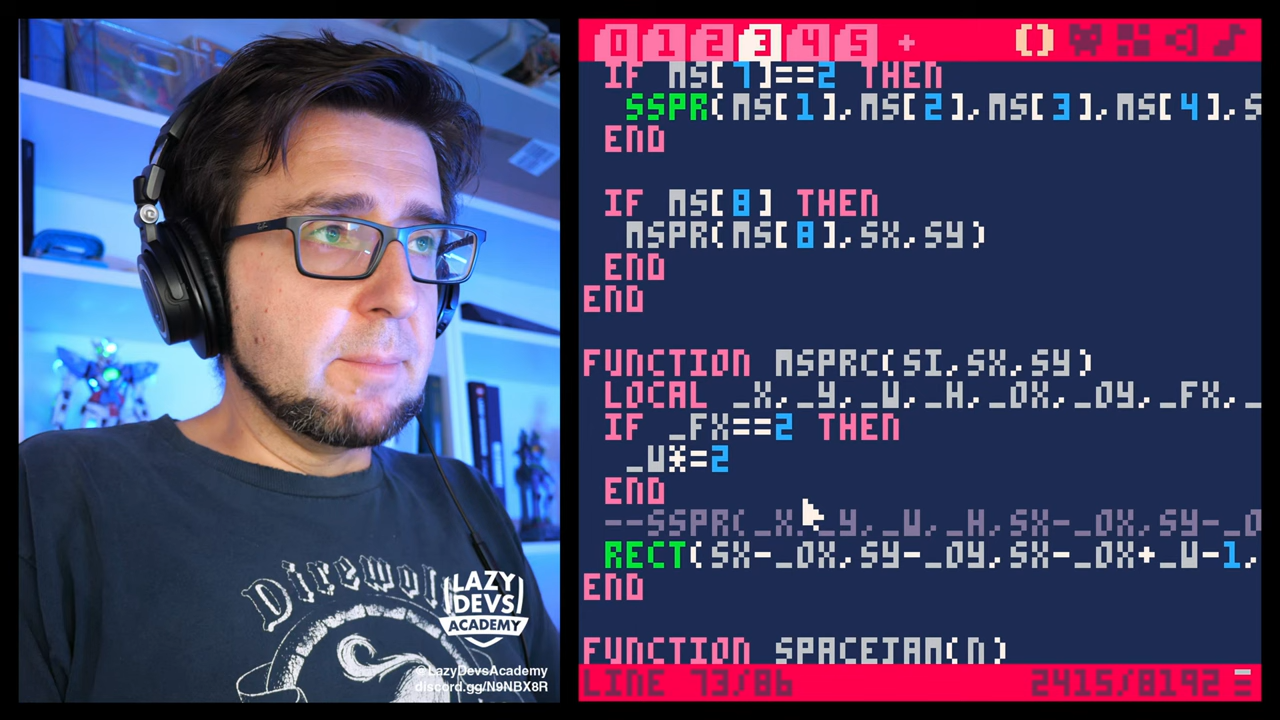 Direwol
LAZY
DEVS
ACADEMY
@LazyDevsAcademy
discord.gg/N9NBX8R
0 1 2 3 4 5 +
IF MS[7]==2 THEN
SSPR(MS[1],MS[2],MS[3],MS[4],S
END
IF MS[8] THEN
MSPR(MS[8],SX,SY)
END
END
FUNCTION MSPRC(SI,SX,SY)
LOCAL _X,_Y,_W,_H,_OX,_OY,_FX,_
IF _FX==2 THEN
_W*=2
END
--SSPR(_X,_Y,_W,_H,SX-_OX,SY-_O
RECT(SX-_OX,SY-_OY,SX-_OX+_W-1,
END
FUNCTION SPACEJAM(N)
LINE 73/86
2415/8192